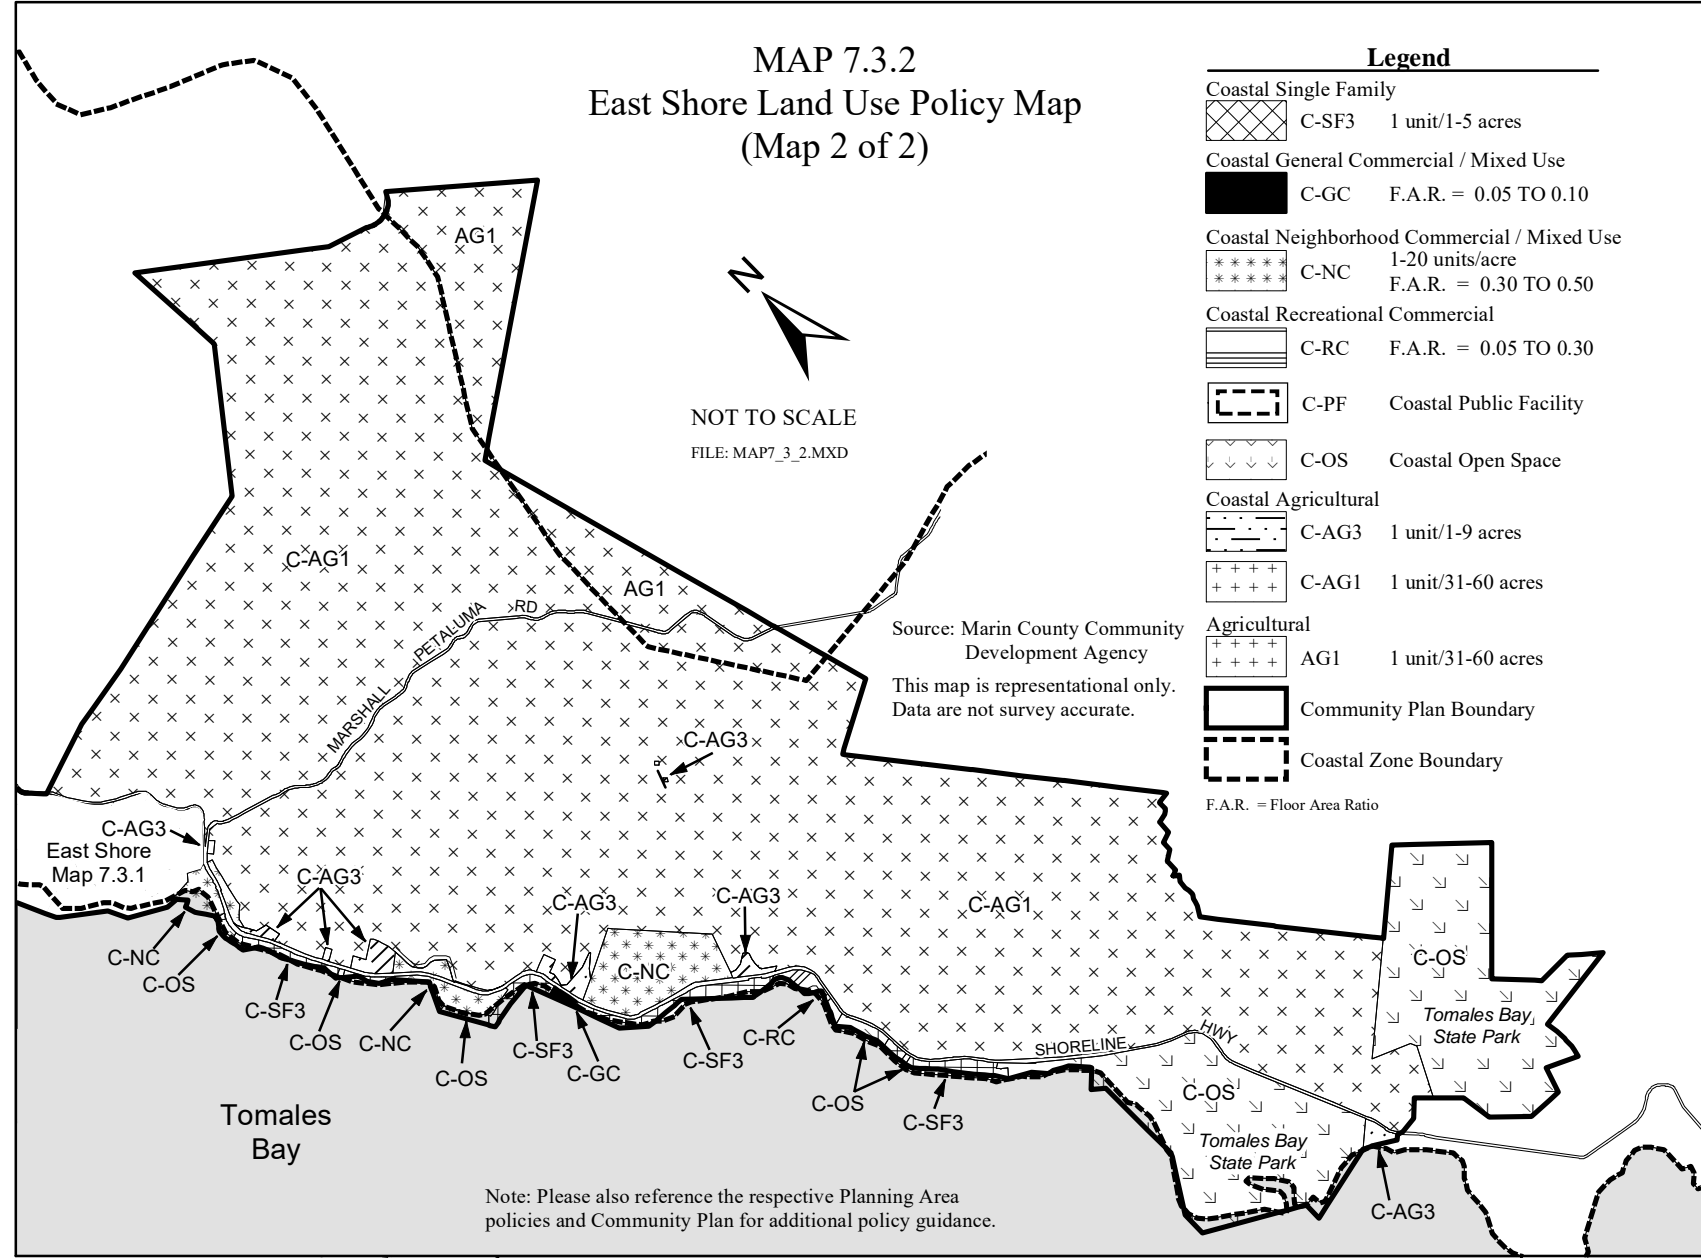 MAP 7.3.2
East Shore Land Use Policy Map
(Map 2 of 2)
N
NOT TO SCALE
FILE: MAP7_3_2.MXD
Legend
Coastal Single Family
C-SF3 1 unit/1-5 acres
Coastal General Commercial / Mixed Use
C-GC F.A.R. = 0.05 TO 0.10
Coastal Neighborhood Commercial / Mixed Use
1-20 units/acre
C-NC
F.A.R. = 0.30 TO 0.50
Coastal Recreational Commercial
C-RC F.A.R. = 0.05 TO 0.30
C-PF Coastal Public Facility
C-OS Coastal Open Space
Coastal Agricultural
C-AG3 1 unit/1-9 acres
C-AG1 1 unit/31-60 acres
Agricultural
AG1 1 unit/31-60 acres
Community Plan Boundary
Coastal Zone Boundary
F.A.R. = Floor Area Ratio
Source: Marin County Community
Development Agency
This map is representational only.
Data are not survey accurate.
AG1
C-AG1
AG1
MARSHALL PETALUMA RD
C-AG3
C-AG3
East Shore
Map 7.3.1
C-AG3
C-AG3
C-AG3
C-AG1
C-NC
C-OS
Tomales Bay
State Park
C-NC
C-OS
C-SF3
C-OS
C-NC
C-OS
C-SF3
C-GC
C-SF3
C-RC
C-OS
C-SF3
SHORELINE HWY
C-OS
Tomales Bay
State Park
C-AG3
Tomales
Bay
Note: Please also reference the respective Planning Area
policies and Community Plan for additional policy guidance.